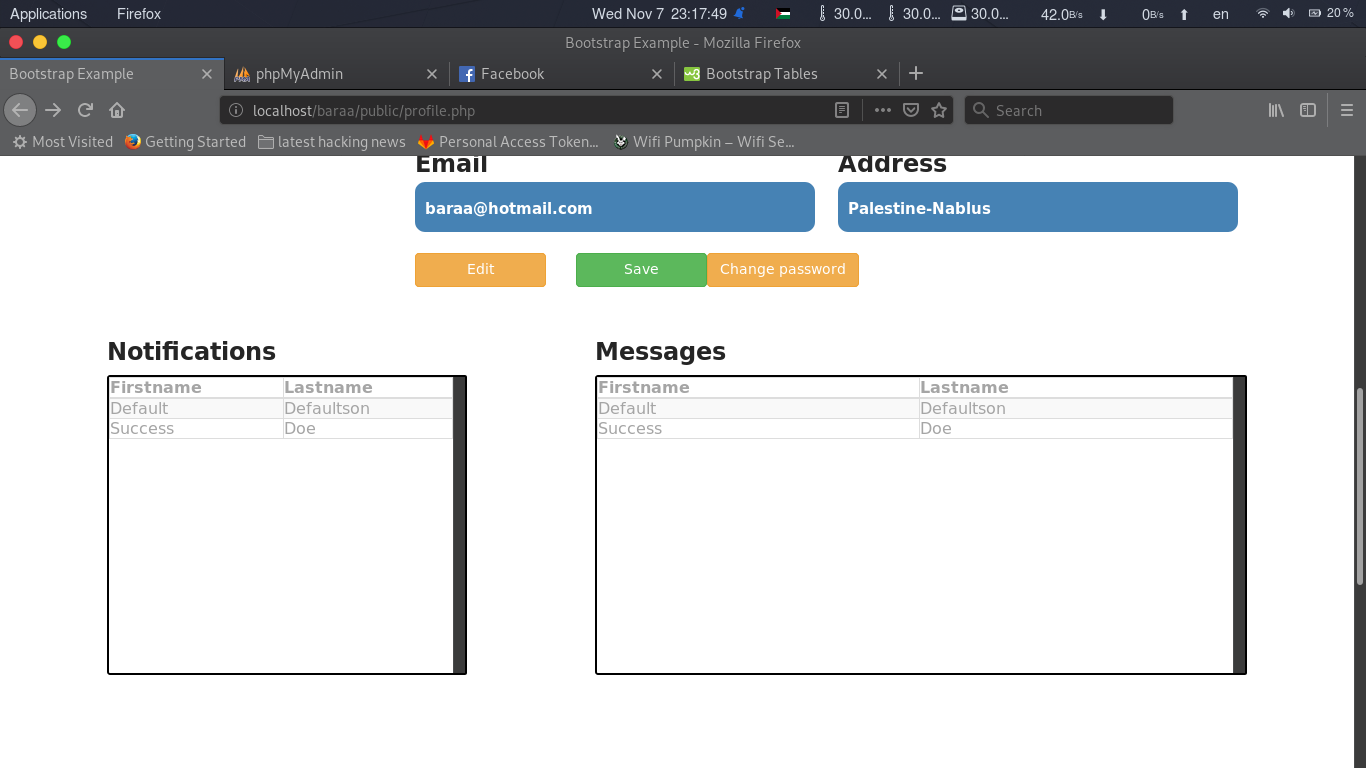 Applications Firefox Wed Nov 7 23:17:49 30.0... 30.0... 30.0... 42.0B/s 0B/s en 20 %
Bootstrap Example - Mozilla Firefox
Bootstrap Example phpMyAdmin Facebook Bootstrap Tables
localhost/baraa/public/profile.php Search
Most Visited Getting Started latest hacking news Personal Access Token... Wifi Pumpkin – Wifi Se...
Email Address
baraa@hotmail.com Palestine-Nablus
Edit Save Change password
Notifications Messages
Firstname Lastname Firstname Lastname
Default Defaultson Default Defaultson
Success Doe Success Doe